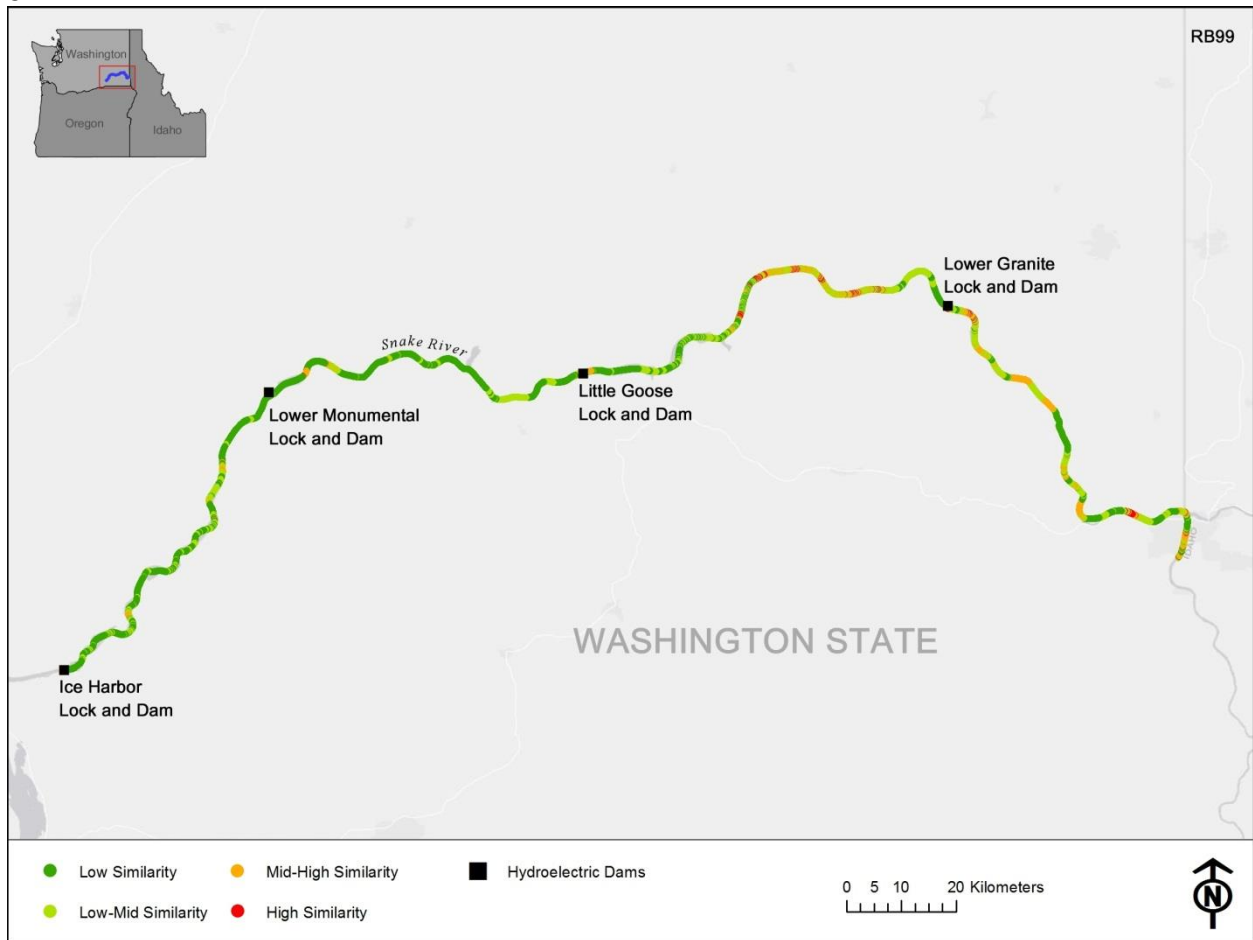 RB99
Washington
Oregon
Idaho
Lower Granite
Lock and Dam
Snake River
Little Goose
Lock and Dam
Lower Monumental
Lock and Dam
IDAHO
WASHINGTON STATE
Ice Harbor
Lock and Dam
Low Similarity
Mid-High Similarity
Hydroelectric Dams
Low-Mid Similarity
High Similarity
0 5 10 20 Kilometers
N